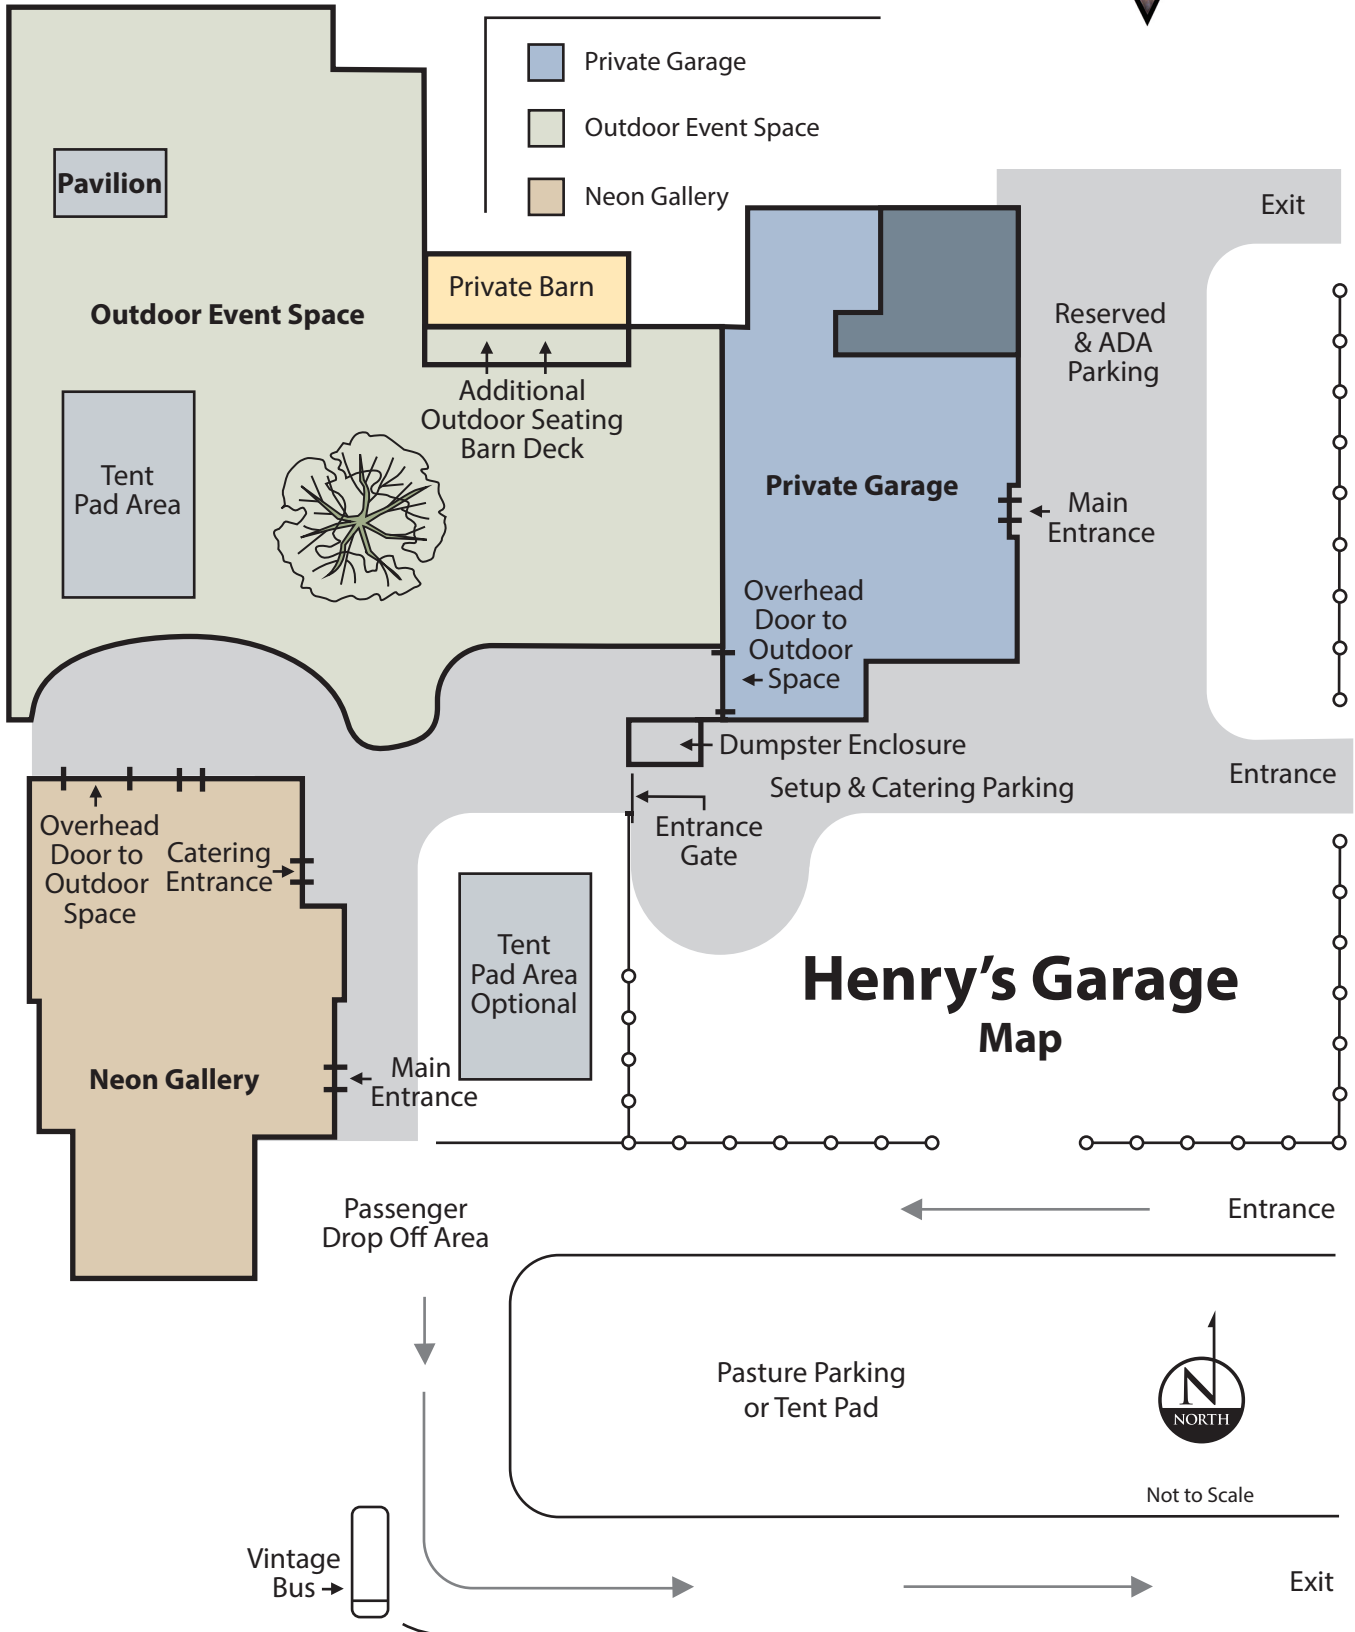 Private Garage
Outdoor Event Space
Neon Gallery
Pavilion
Exit
Private Barn
Outdoor Event Space
Reserved
& ADA
Parking
Additional
Outdoor Seating
Barn Deck
Tent
Pad Area
Private Garage
Main
Entrance
Overhead
Door to
Outdoor
Space
Dumpster Enclosure
Setup & Catering Parking
Entrance
Entrance
Gate
Overhead
Door to
Outdoor
Space
Catering
Entrance
Tent
Pad Area
Optional
Henry’s Garage
Map
Neon Gallery
Main
Entrance
Passenger
Drop Off Area
Entrance
Pasture Parking
or Tent Pad
N
NORTH
Not to Scale
Vintage
Bus
Exit